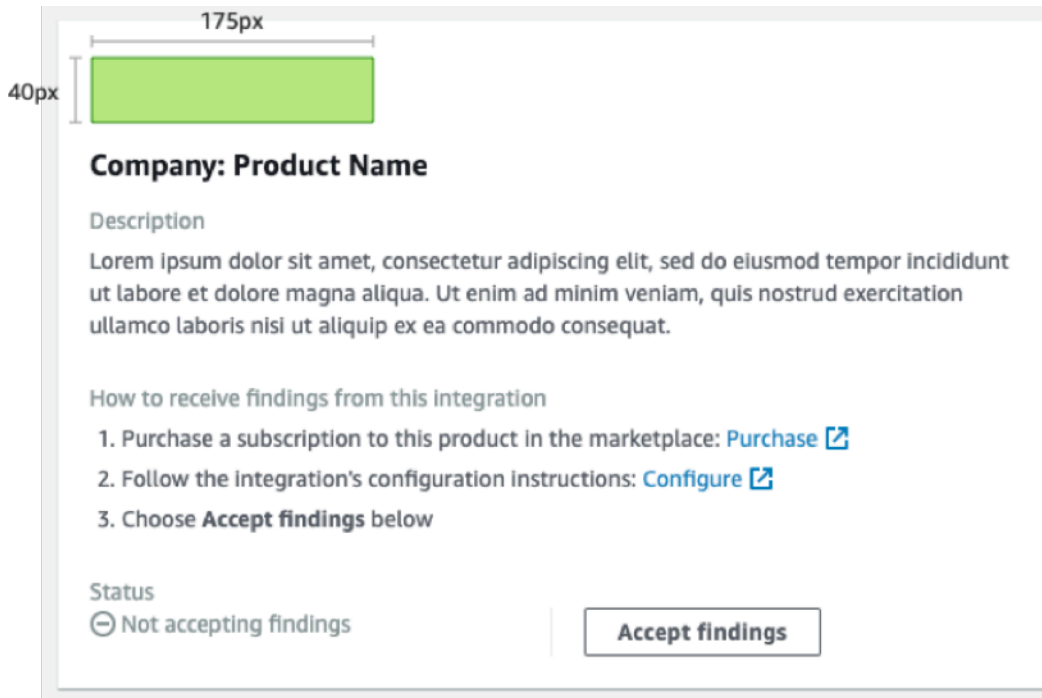 175px
40px
Company: Product Name
Description
Lorem ipsum dolor sit amet, consectetur adipiscing elit, sed do eiusmod tempor incididunt
ut labore et dolore magna aliqua. Ut enim ad minim veniam, quis nostrud exercitation
ullamco laboris nisi ut aliquip ex ea commodo consequat.
How to receive findings from this integration
1. Purchase a subscription to this product in the marketplace: Purchase
2. Follow the integration's configuration instructions: Configure
3. Choose Accept findings below
Status
Not accepting findings
Accept findings